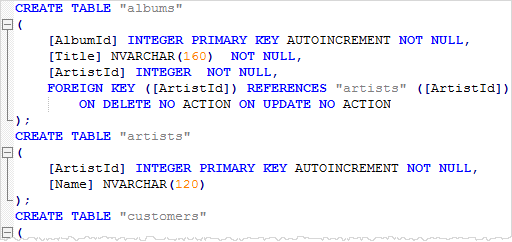 CREATE TABLE "albums"
(
    [AlbumId] INTEGER PRIMARY KEY AUTOINCREMENT NOT NULL,
    [Title] NVARCHAR(160)  NOT NULL,
    [ArtistId] INTEGER  NOT NULL,
    FOREIGN KEY ([ArtistId]) REFERENCES "artists" ([ArtistId])
        ON DELETE NO ACTION ON UPDATE NO ACTION
);
CREATE TABLE "artists"
(
    [ArtistId] INTEGER PRIMARY KEY AUTOINCREMENT NOT NULL,
    [Name] NVARCHAR(120)
);
CREATE TABLE "customers"
(